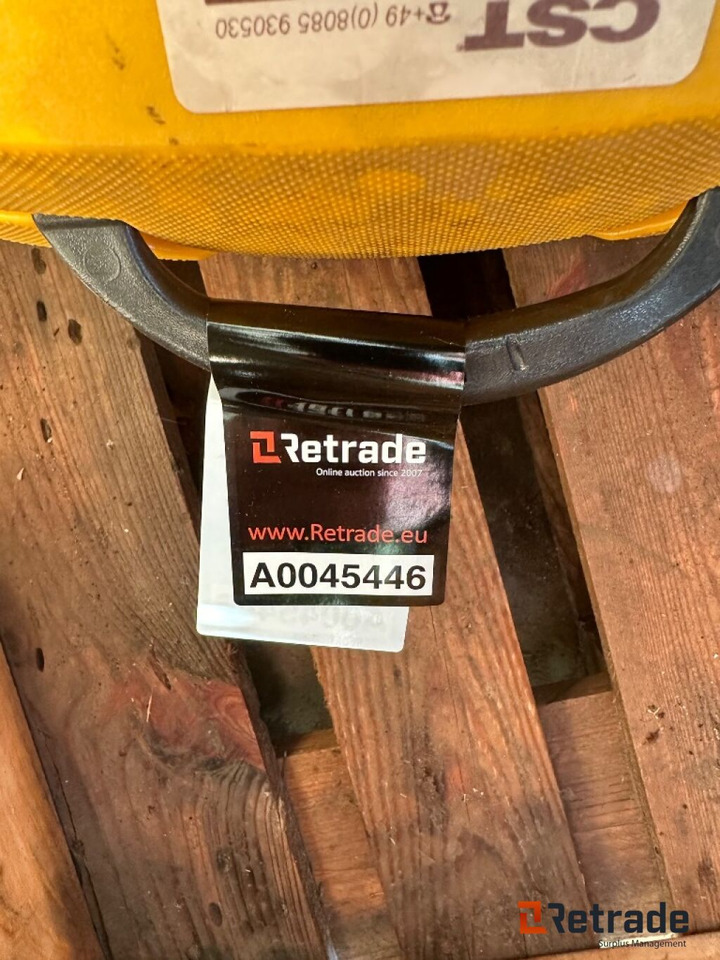 CST
☎+49 (0)8085 930530
Retrade
Online auction since 2007
www.Retrade.eu
A0045446
Retrade
Surplus Management